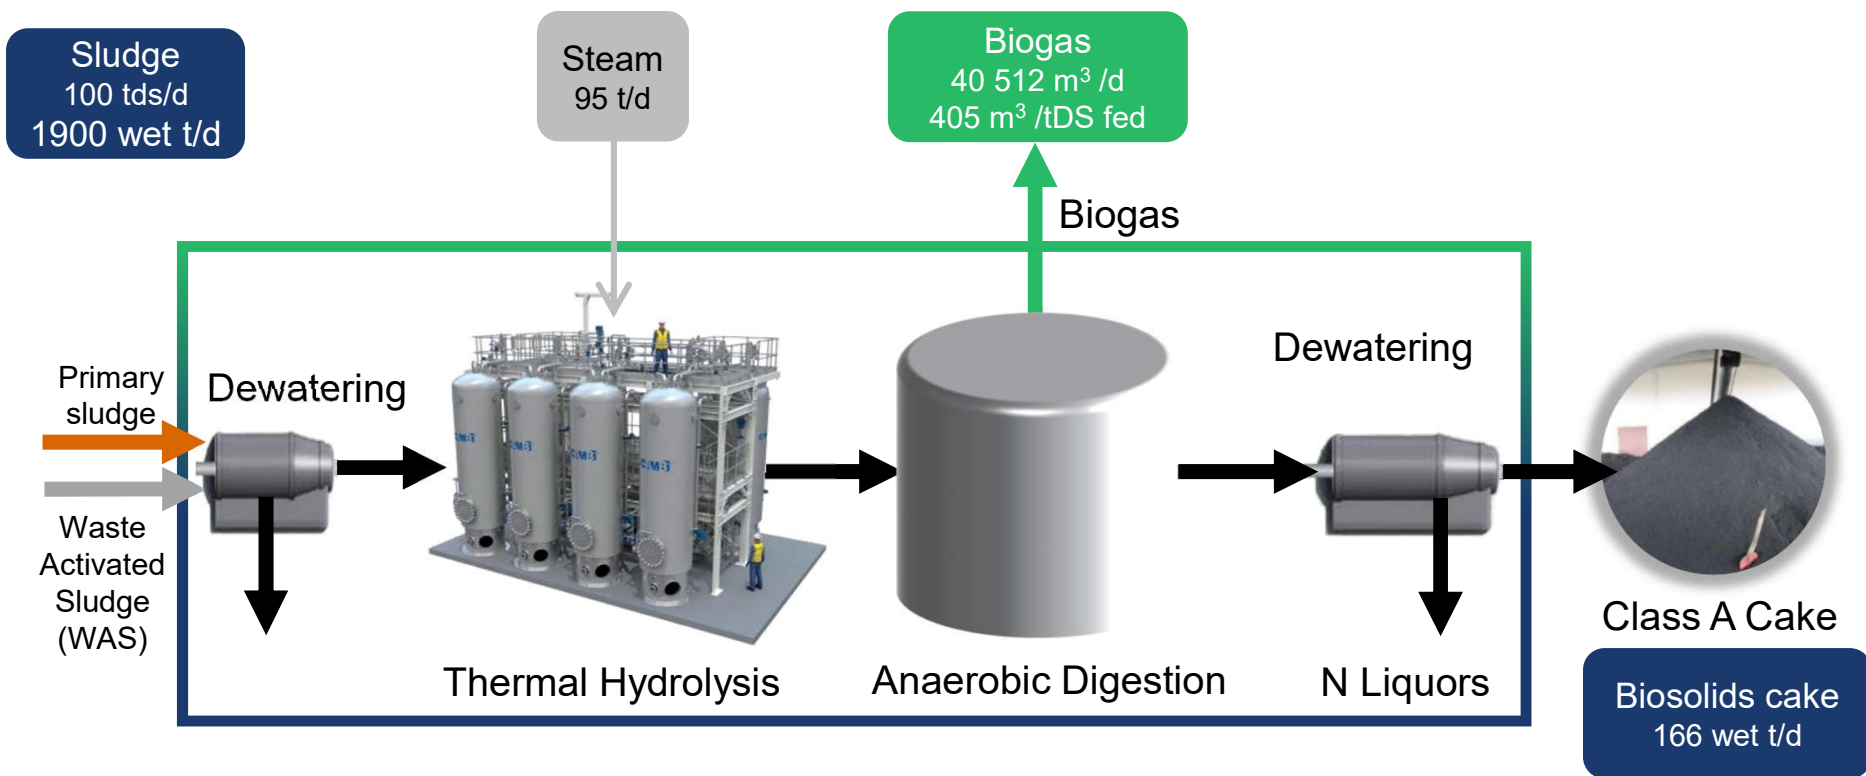 Sludge
100 tds/d
1900 wet t/d
Steam
95 t/d
Biogas
40 512 m³ /d
405 m³ /tDS fed
Biogas
Primary
sludge
Dewatering
Waste
Activated
Sludge
(WAS)
Thermal Hydrolysis
Anaerobic Digestion
Dewatering
N Liquors
Class A Cake
Biosolids cake
166 wet t/d